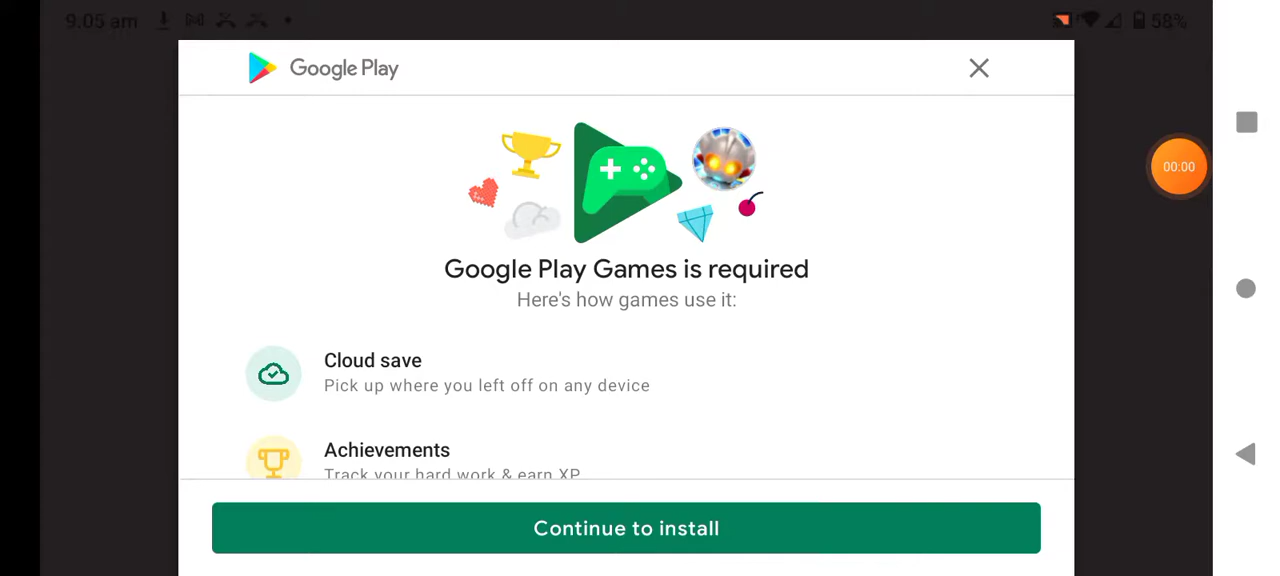 9.05 am
58%
Google Play
00:00
Google Play Games is required
Here's how games use it:
Cloud save
Pick up where you left off on any device
Achievements
Track your hard work & earn XP
Continue to install